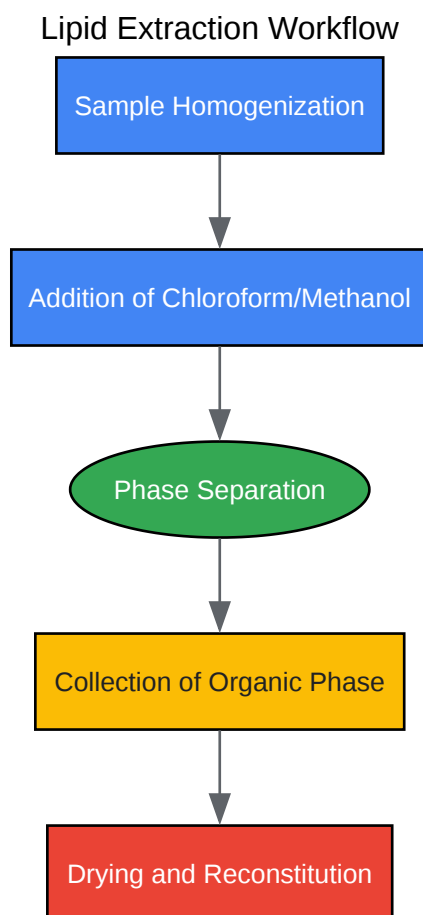 Lipid Extraction Workflow
Sample Homogenization
Addition of Chloroform/Methanol
Phase Separation
Collection of Organic Phase
Drying and Reconstitution